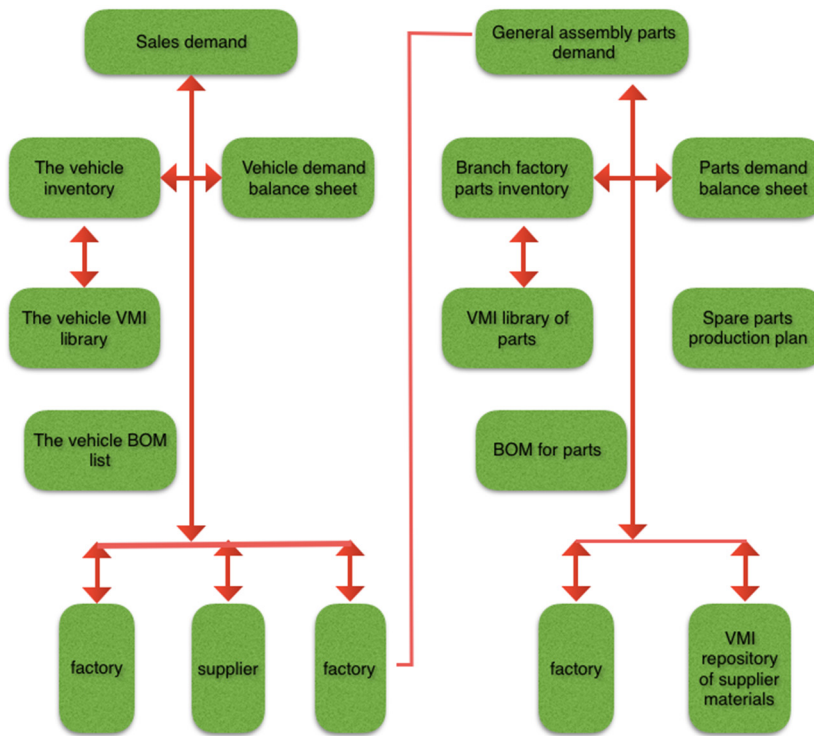 Sales demand
General assembly parts
demand
The vehicle
inventory
Vehicle demand
balance sheet
Branch factory
parts inventory
Parts demand
balance sheet
The vehicle VMI
library
VMI library of
parts
Spare parts
production plan
The vehicle BOM
list
BOM for parts
factory
supplier
factory
factory
VMI
repository
of supplier
materials